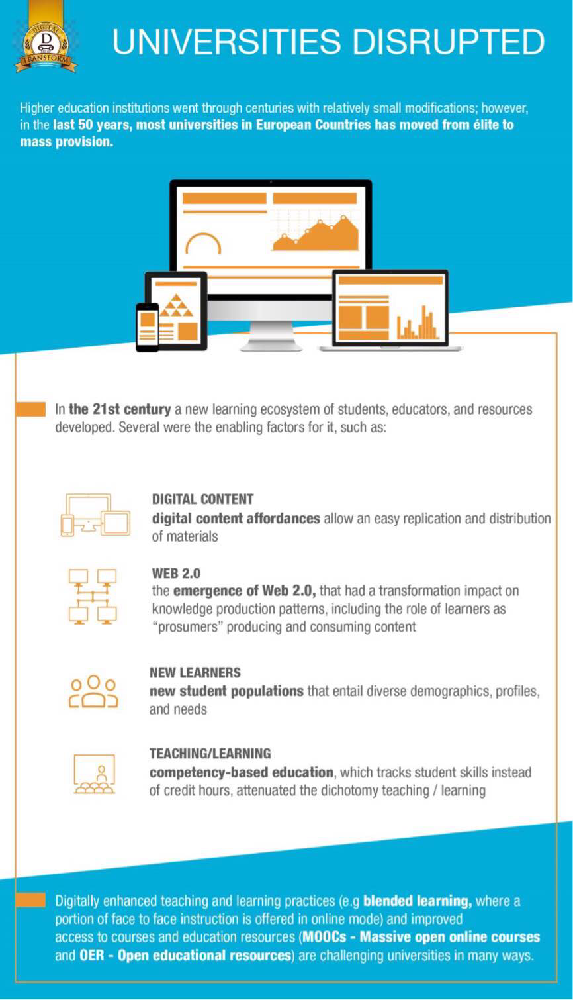 DIGITAL
D
TRANSFORM
UNIVERSITIES DISRUPTED
Higher education institutions went through centuries with relatively small modifications; however,
in the last 50 years, most universities in European Countries has moved from élite to
mass provision.
In the 21st century a new learning ecosystem of students, educators, and resources
developed. Several were the enabling factors for it, such as:
DIGITAL CONTENT
digital content affordances allow an easy replication and distribution
of materials
WEB 2.0
the emergence of Web 2.0, that had a transformation impact on
knowledge production patterns, including the role of learners as
“prosumers” producing and consuming content
NEW LEARNERS
new student populations that entail diverse demographics, profiles,
and needs
TEACHING/LEARNING
competency-based education, which tracks student skills instead
of credit hours, attenuated the dichotomy teaching / learning
Digitally enhanced teaching and learning practices (e.g blended learning, where a
portion of face to face instruction is offered in online mode) and improved
access to courses and education resources (MOOCs - Massive open online courses
and OER - Open educational resources) are challenging universities in many ways.